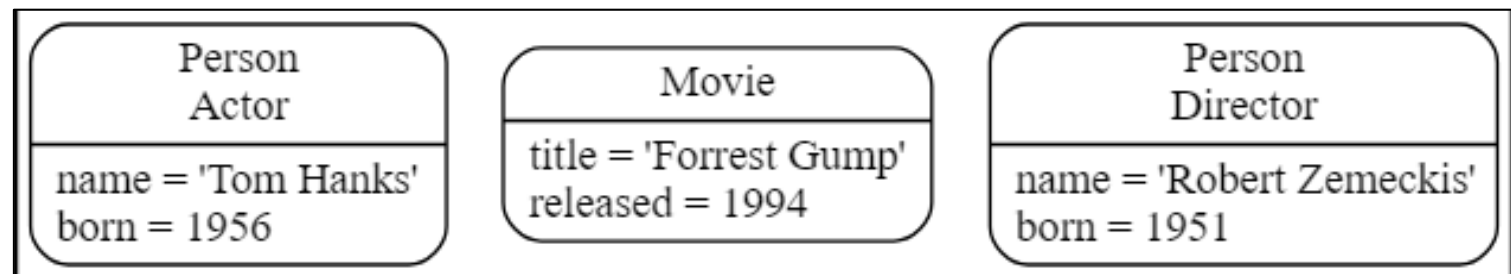 Person
Actor
name = 'Tom Hanks'
born = 1956
Movie
title = 'Forrest Gump'
released = 1994
Person
Director
name = 'Robert Zemeckis'
born = 1951